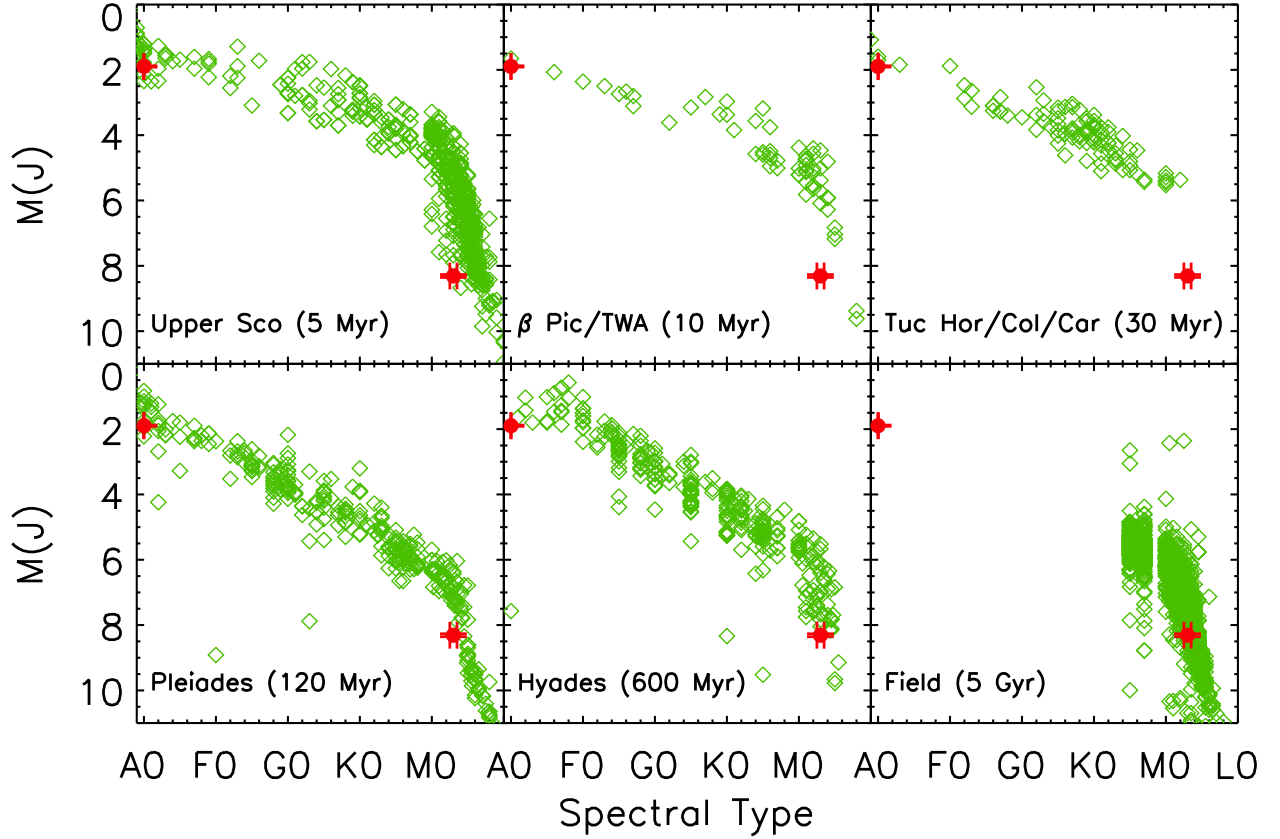 0
2
4
6
8
10
M(J)
Upper Sco (5 Myr)
β Pic/TWA (10 Myr)
Tuc Hor/Col/Car (30 Myr)
0
2
4
6
8
10
M(J)
Pleiades (120 Myr)
Hyades (600 Myr)
Field (5 Gyr)
A0 F0 G0 K0 M0 A0 F0 G0 K0 M0 A0 F0 G0 K0 M0 L0
Spectral Type